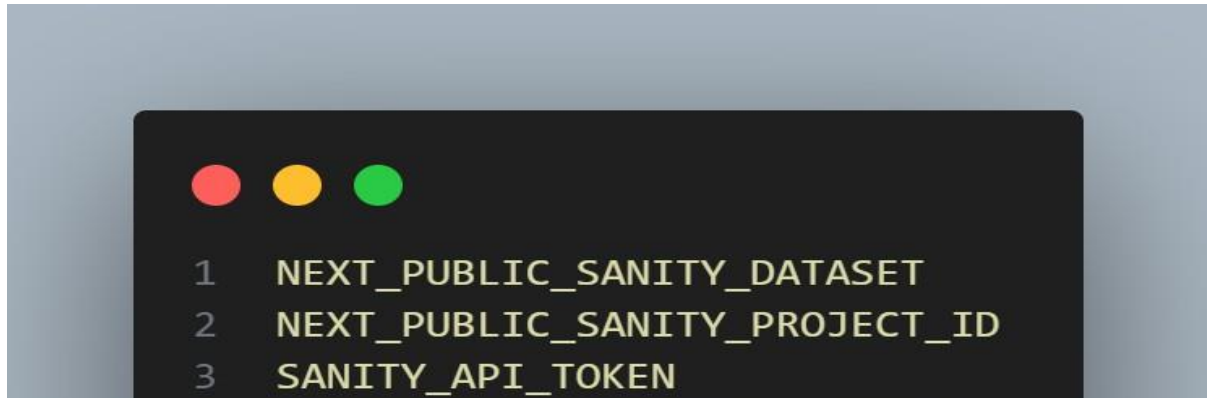 1 NEXT_PUBLIC_SANITY_DATASET
2 NEXT_PUBLIC_SANITY_PROJECT_ID
3 SANITY_API_TOKEN